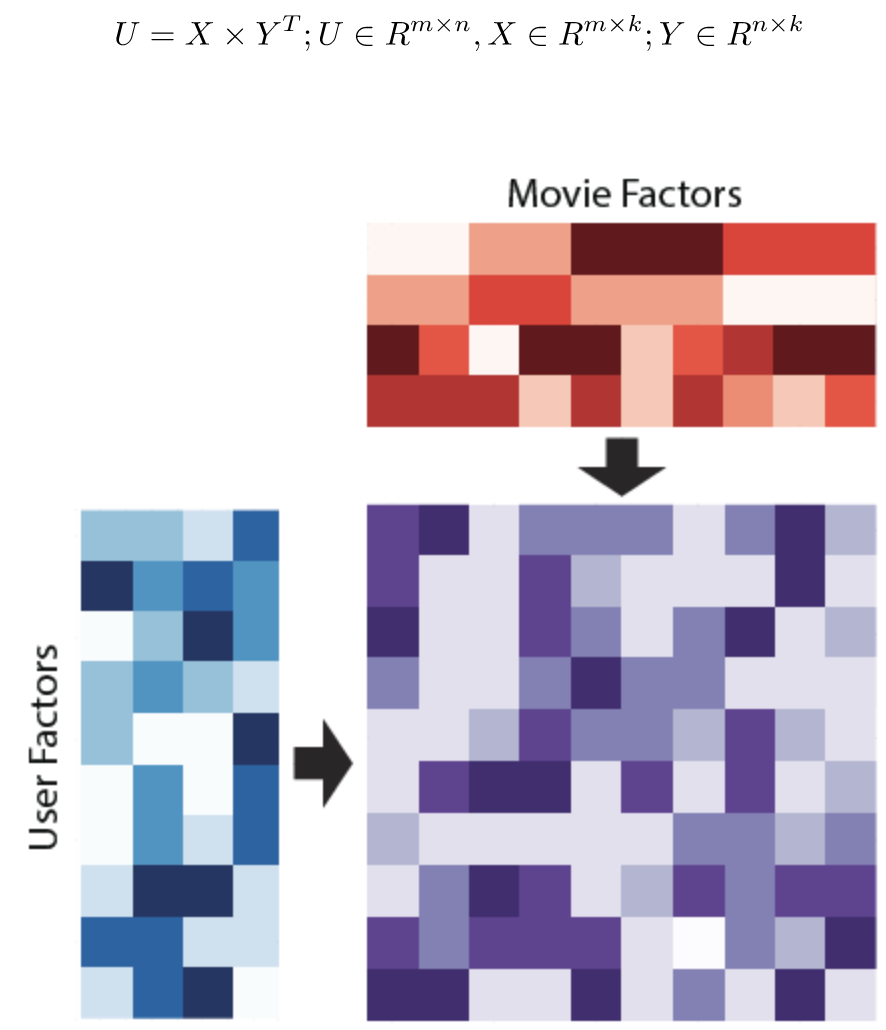 U = X × Y^T; U ∈ R^{m×n}, X ∈ R^{m×k}; Y ∈ R^{n×k}
Movie Factors
User Factors